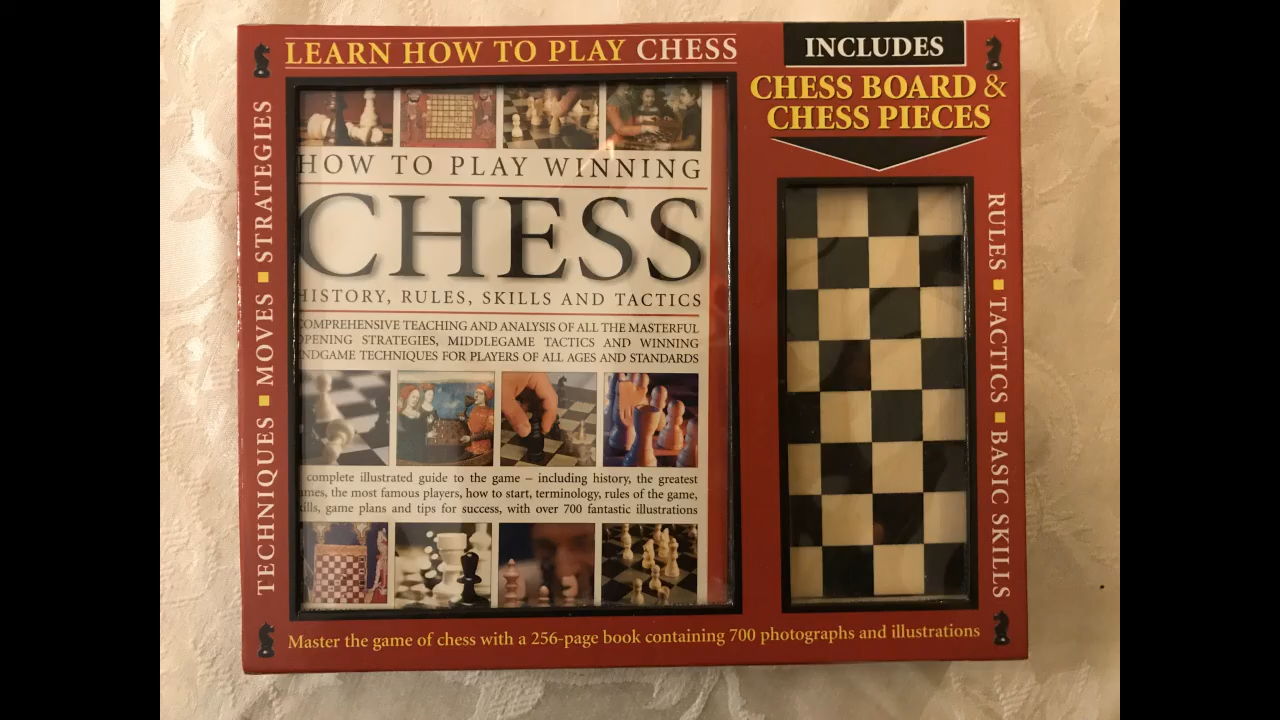 LEARN HOW TO PLAY CHESS
INCLUDES
CHESS BOARD &
CHESS PIECES
TECHNIQUES ■ MOVES ■ STRATEGIES
HOW TO PLAY WINNING
CHESS
HISTORY, RULES, SKILLS AND TACTICS
COMPREHENSIVE TEACHING AND ANALYSIS OF ALL THE MASTERFUL
OPENING STRATEGIES, MIDDLEGAME TACTICS AND WINNING
ENDGAME TECHNIQUES FOR PLAYERS OF ALL AGES AND STANDARDS
complete illustrated guide to the game – including history, the greatest
games, the most famous players, how to start, terminology, rules of the game,
skills, game plans and tips for success, with over 700 fantastic illustrations
RULES ■ TACTICS ■ BASIC SKILLS
Master the game of chess with a 256-page book containing 700 photographs and illustrations